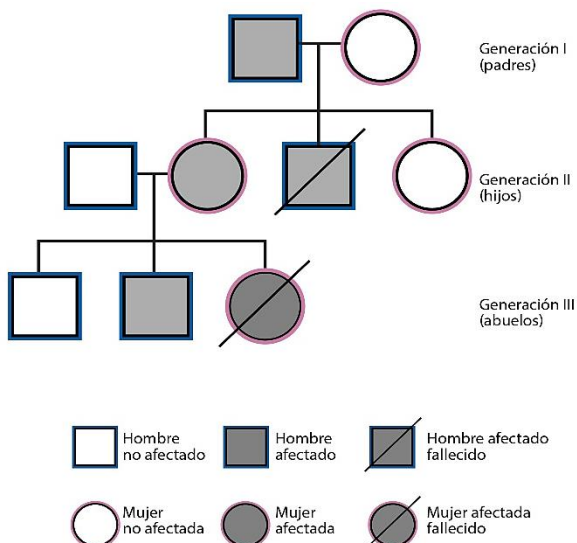 Generación I
(padres)
Generación II
(hijos)
Generación III
(abuelos)
Hombre
no afectado
Hombre
afectado
Hombre afectado
fallecido
Mujer
no afectada
Mujer
afectada
Mujer afectada
fallecido